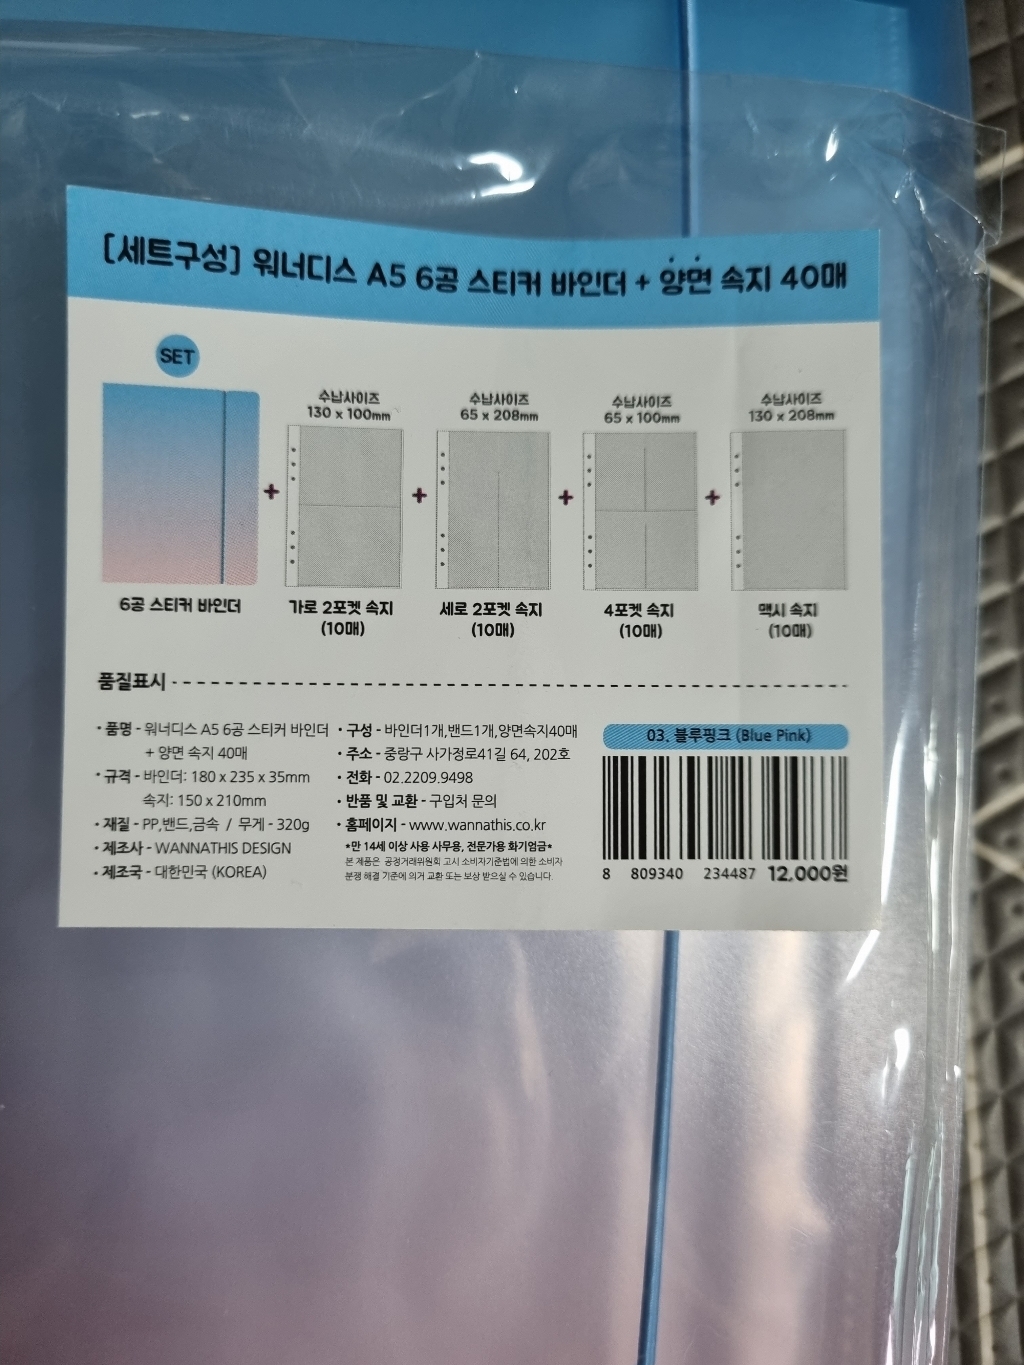 [세트구성] 워너디스 A5 6공 스티커 바인더 + 양면 속지 40매
SET
수납사이즈
130 x 100mm
수납사이즈
65 x 208mm
수납사이즈
65 x 100mm
수납사이즈
130 x 208mm
+
+
+
+
6공 스티커 바인더
가로 2포켓 속지
(10매)
세로 2포켓 속지
(10매)
4포켓 속지
(10매)
맥시 속지
(10매)
품질표시
• 품명 - 워너디스 A5 6공 스티커 바인더
+ 양면 속지 40매
• 규격 - 바인더: 180 x 235 x 35mm
속지: 150 x 210mm
• 재질 - PP,밴드,금속 / 무게 - 320g
• 제조사 - WANNATHIS DESIGN
• 제조국 - 대한민국 (KOREA)
• 구성 - 바인더1개,밴드1개,양면속지40매
• 주소 - 중랑구 사가정로41길 64, 202호
• 전화 - 02.2209.9498
• 반품 및 교환 - 구입처 문의
• 홈페이지 - www.wannathis.co.kr
*만 14세 이상 사용 사무용, 전문가용 화기엄금*
본 제품은 공정거래위원회 고시 소비자기준법에 의한 소비자
분쟁 해결 기준에 의거 교환 또는 보상 받으실 수 있습니다.
03. 블루핑크 (Blue Pink)
8 809340 234487 12,000원